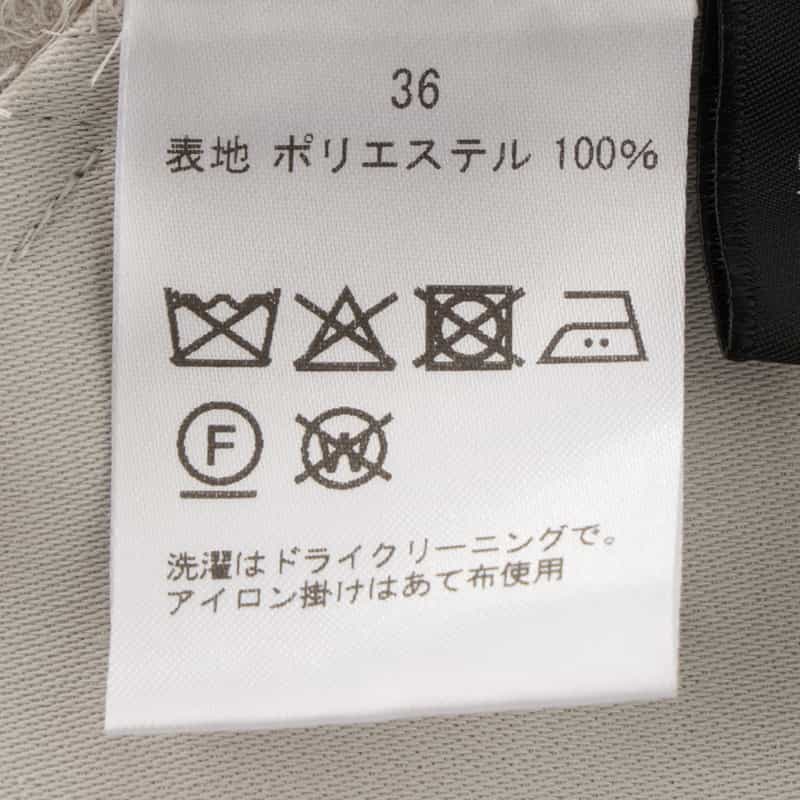 36
表地 ポリエステル 100%
F
W
洗濯はドライクリーニングで。
アイロン掛けはあて布使用